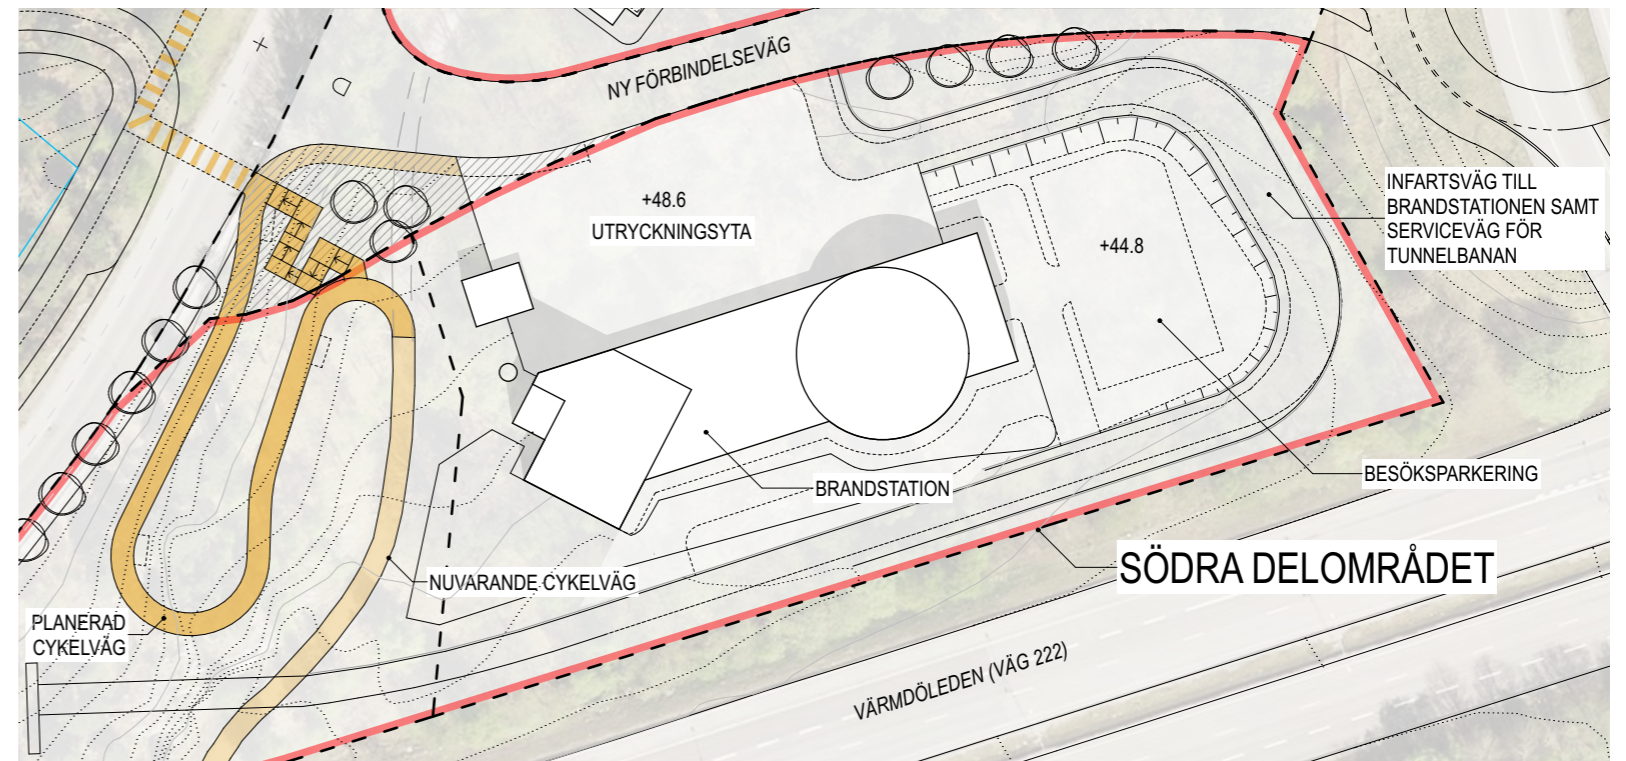 NY FÖRBINDELSEVÄG
+48.6
UTRYCKNINGSYTA
+44.8
INFARTSVÄG TILL
BRANDSTATIONEN SAMT
SERVICEVÄG FÖR
TUNNELBANAN
BRANDSTATION
BESÖKSPARKERING
SÖDRA DELOMRÅDET
NUVARANDE CYKELVÄG
PLANERAD
CYKELVÄG
VÄRMDÖLEDEN (VÄG 222)